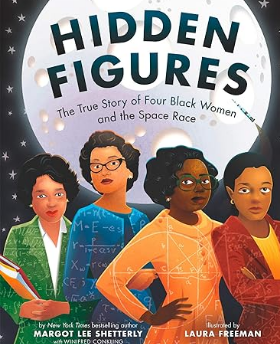 HIDDEN
FIGURES
The True Story of Four Black Women
and the Space Race
by New York Times bestselling author
MARGOT LEE SHETTERLY
with WINIFRED CONKLING
illustrated by
LAURA FREEMAN